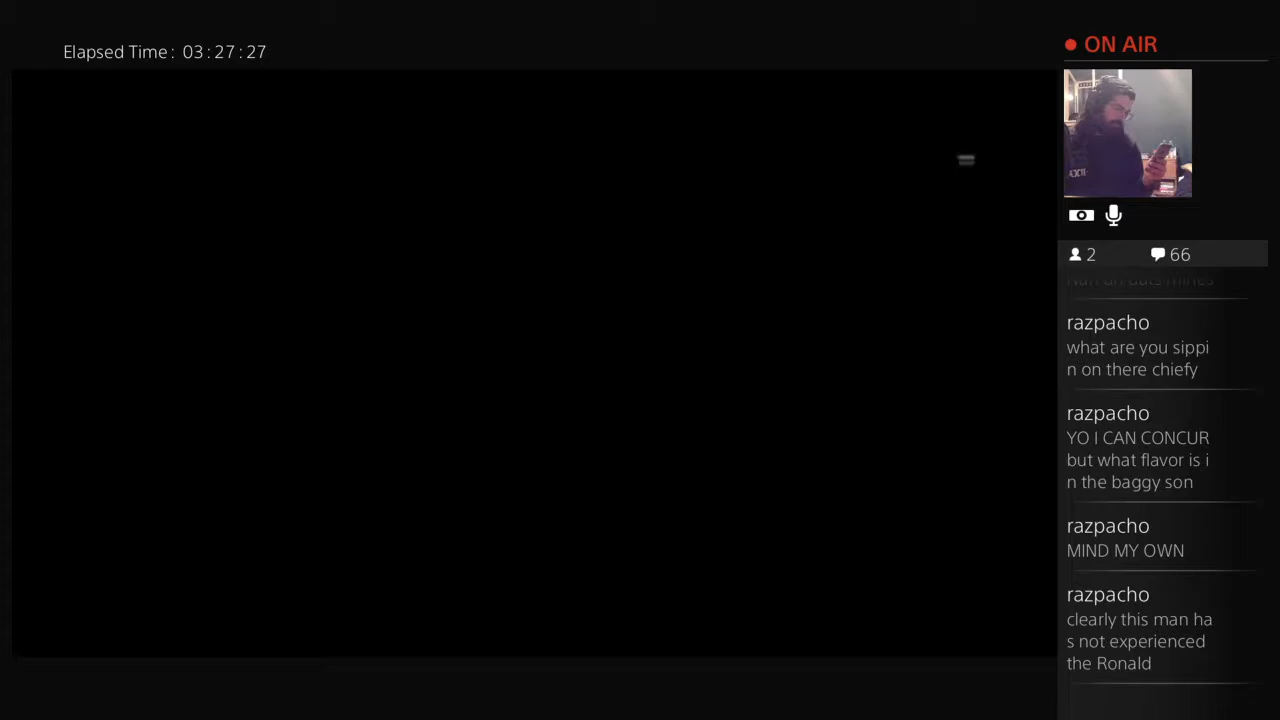 Elapsed Time: 03:27:27
ON AIR
2 66
razpacho
what are you sippi
n on there chiefy
razpacho
YO I CAN CONCUR
but what flavor is i
n the baggy son
razpacho
MIND MY OWN
razpacho
clearly this man ha
s not experienced
the Ronald